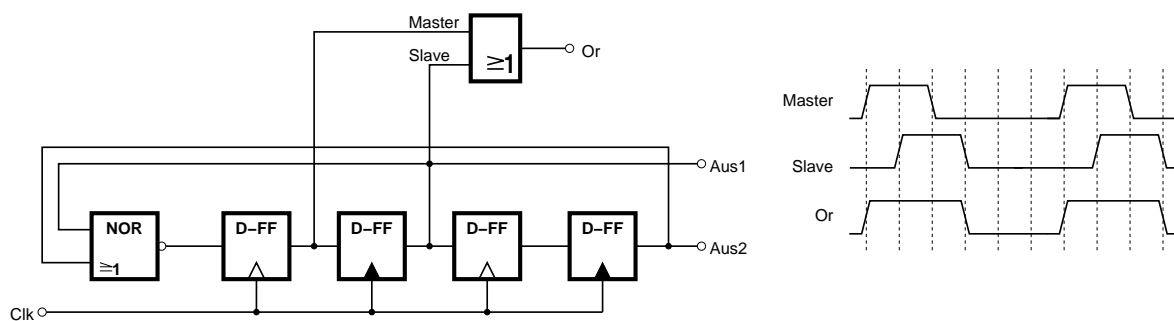 Master
Slave
≥1
Or
Aus1
NOR
≥1
D–FF
D–FF
D–FF
D–FF
Aus2
Clk
Master
Slave
Or